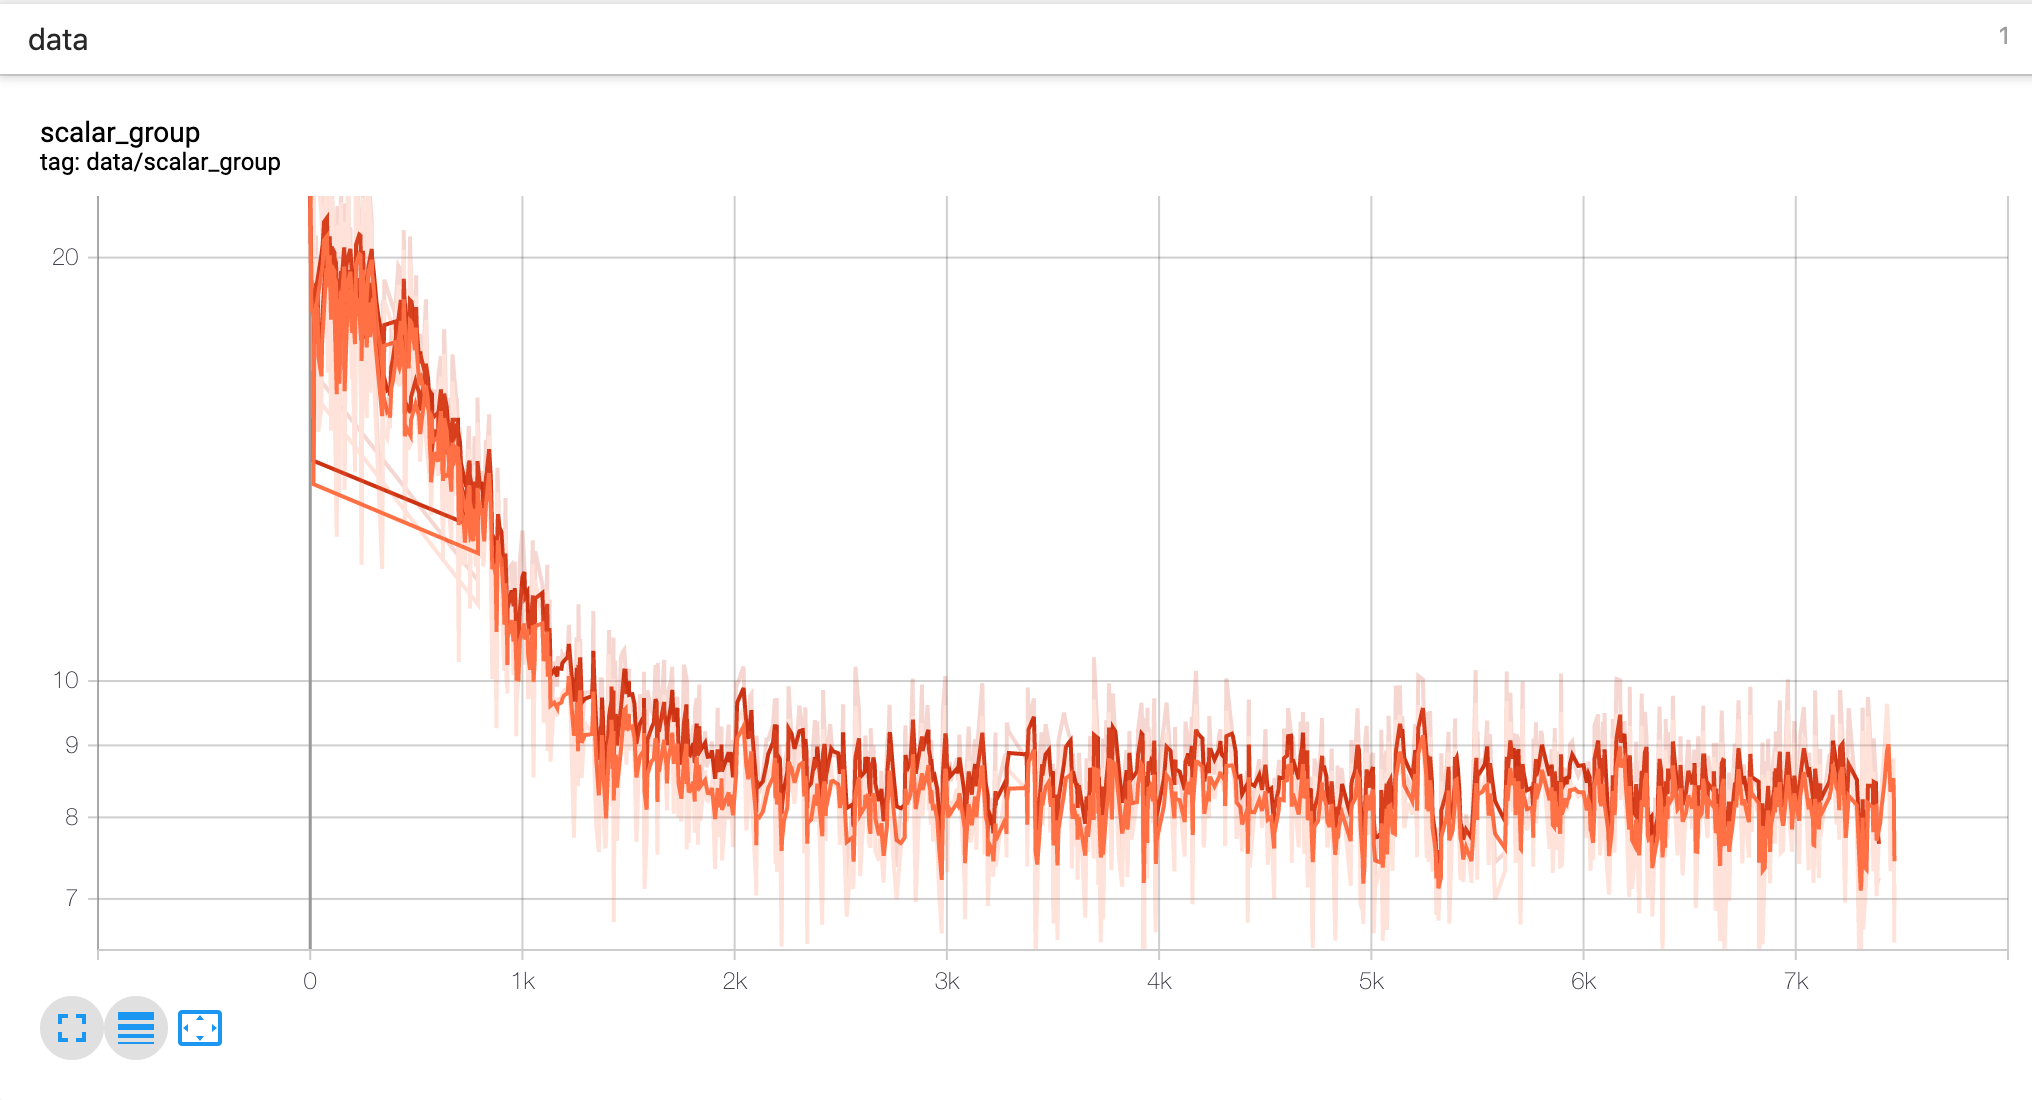 data 1
scalar_group
tag: data/scalar_group
20
10
9
8
7
0 1k 2k 3k 4k 5k 6k 7k